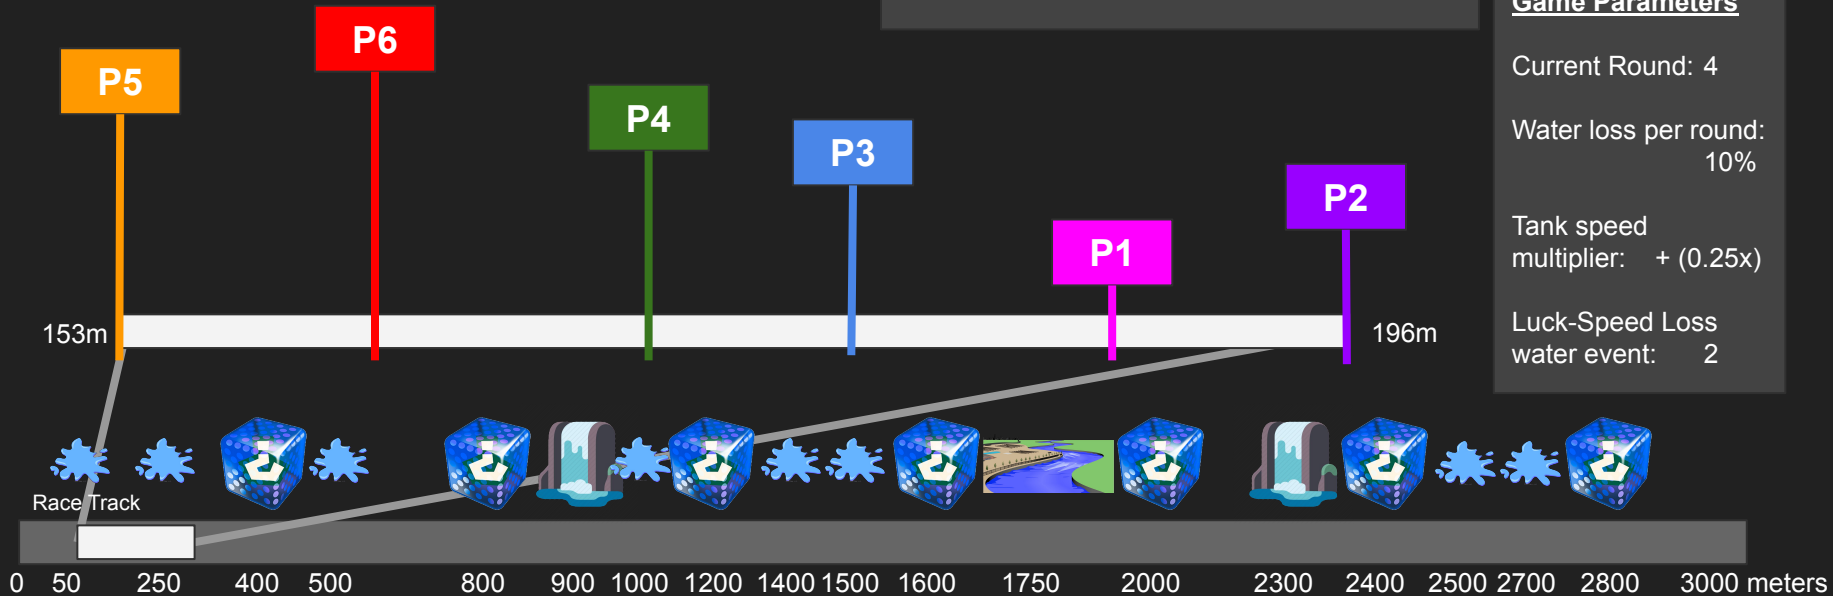 Game Parameters
Current Round: 4
Water loss per round:
10%
Tank speed
multiplier: + (0.25x)
Luck-Speed Loss
water event: 2
P5
P6
P4
P3
P1
P2
153m
196m
Race Track
0 50 250 400 500 800 900 1000 1200 1400 1500 1600 1750 2000 2300 2400 2500 2700 2800 3000 meters